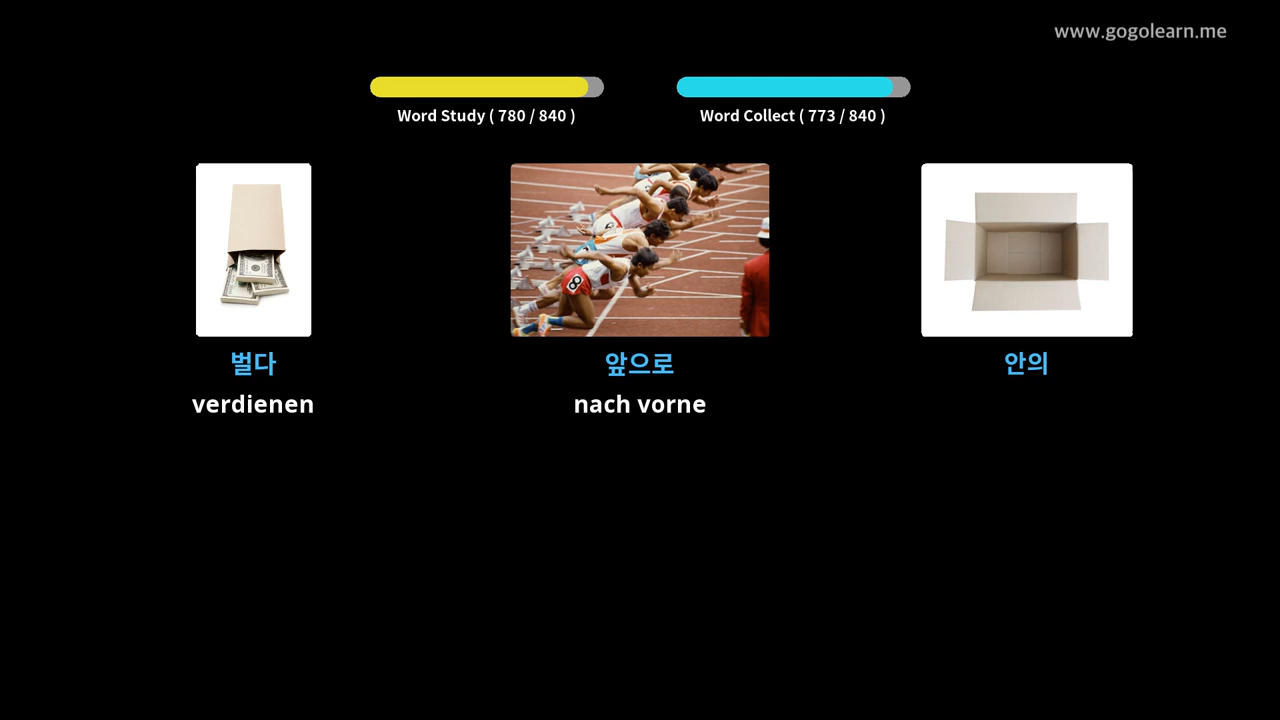 www.gogolearn.me
Word Study ( 780 / 840 )
Word Collect ( 773 / 840 )
벌다
앞으로
안의
verdienen
nach vorne
8